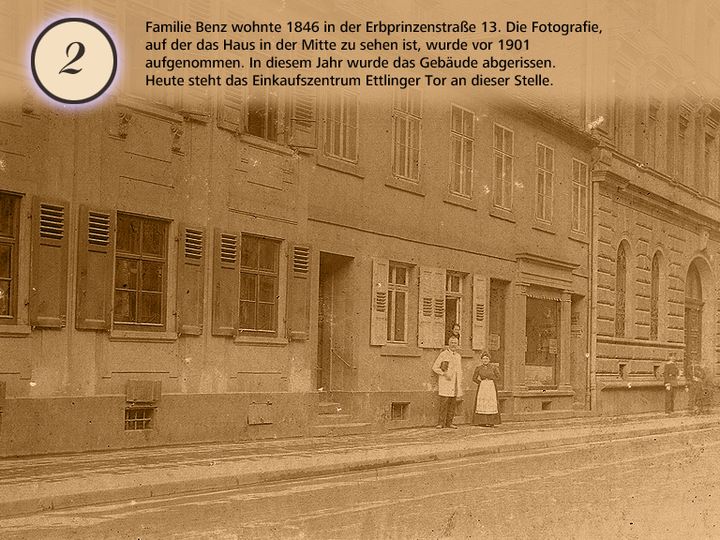 2
Familie Benz wohnte 1846 in der Erbprinzenstraße 13. Die Fotografie,
auf der das Haus in der Mitte zu sehen ist, wurde vor 1901
aufgenommen. In diesem Jahr wurde das Gebäude abgerissen.
Heute steht das Einkaufszentrum Ettlinger Tor an dieser Stelle.